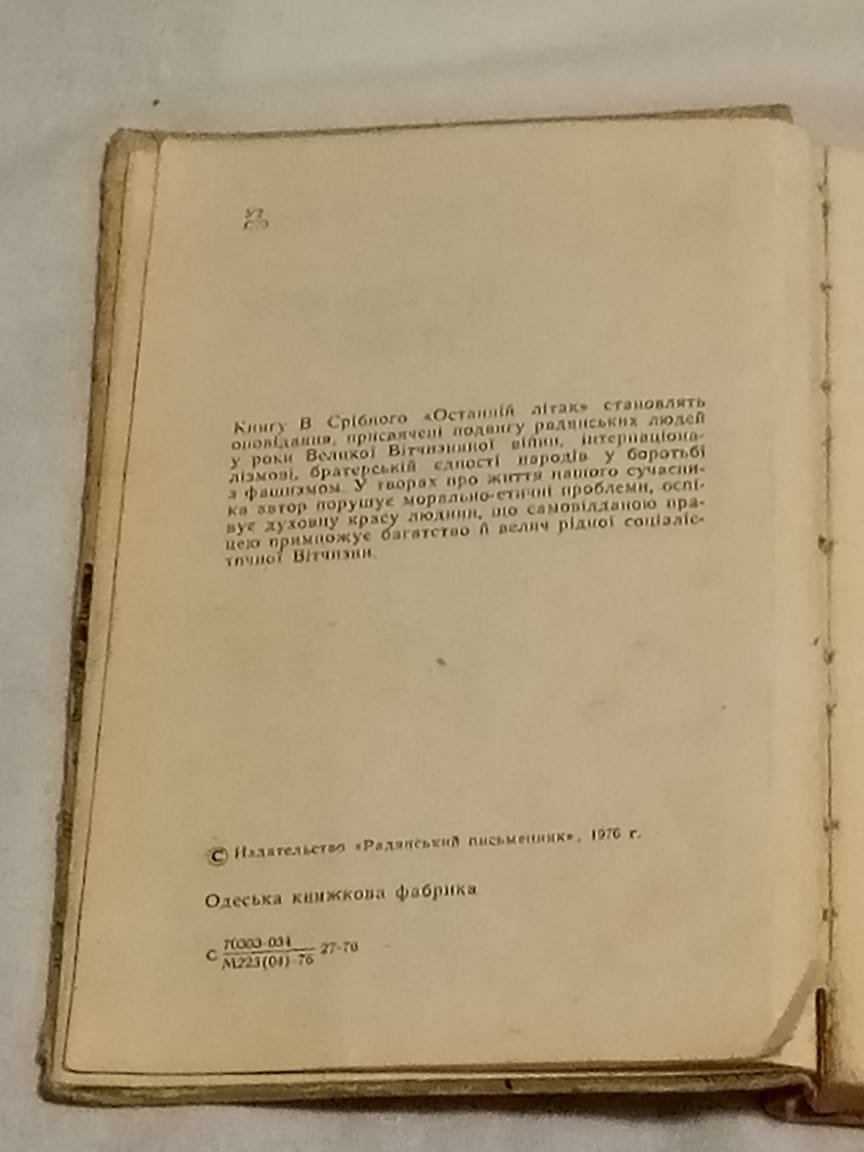 У2
Книгу В Срібного «Останній літак» становлять
оповідання, присвячені подвигу радянських людей
у роки Великої Вітчизняної війни, інтернаціона-
лізмові, братерській єдності народів у боротьбі
з фашизмом. У творах про життя нашого сучасни-
ка автор порушує морально-етичні проблеми, оспі-
вує духовну красу людини, що самовідданою пра-
цею примножує багатство й велич рідної соціаліс-
тичної Вітчизни.
© Издательство «Радянський письменник», 1976 г.
Одеська книжкова фабрика
С 70303-034
М223(04)-76 27-76